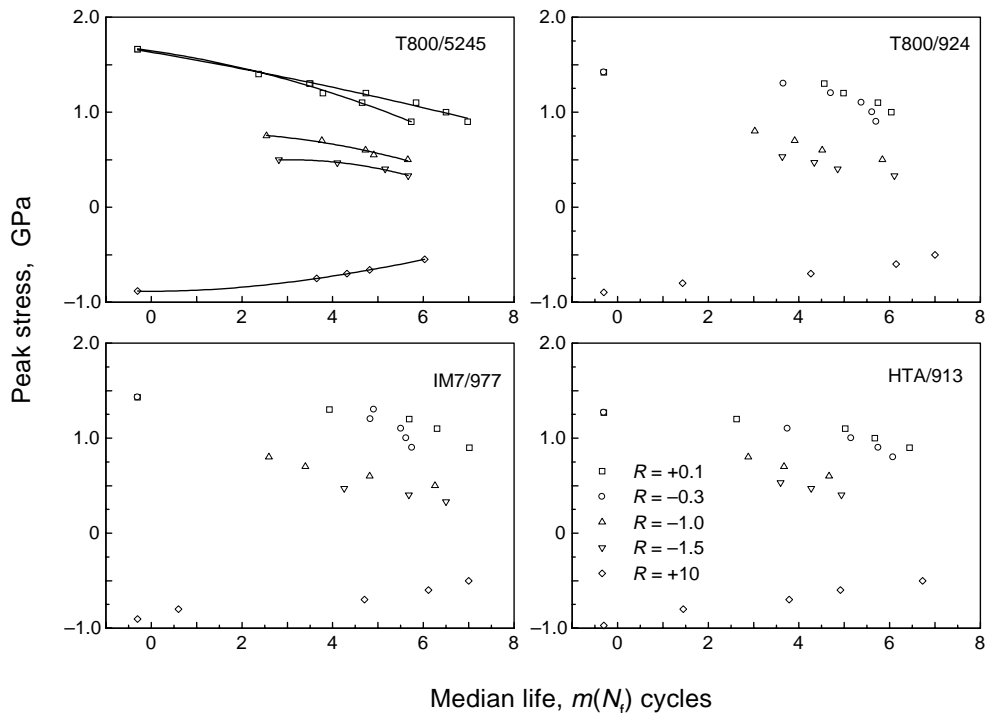 2.0
1.0
0
–1.0
T800/5245
0 2 4 6 8
2.0
1.0
0
–1.0
T800/924
0 2 4 6 8
2.0
1.0
0
–1.0
IM7/977
0 2 4 6 8
2.0
1.0
0
–1.0
HTA/913
R = +0.1
R = –0.3
R = –1.0
R = –1.5
R = +10
0 2 4 6 8
Peak stress, GPa
Median life, m(Nf) cycles